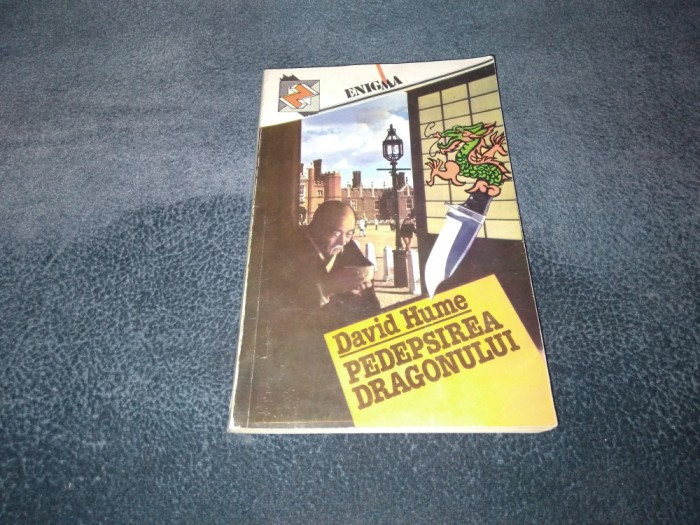 ENIGMA
David Hume
PEDEPSIREA
DRAGONULUI